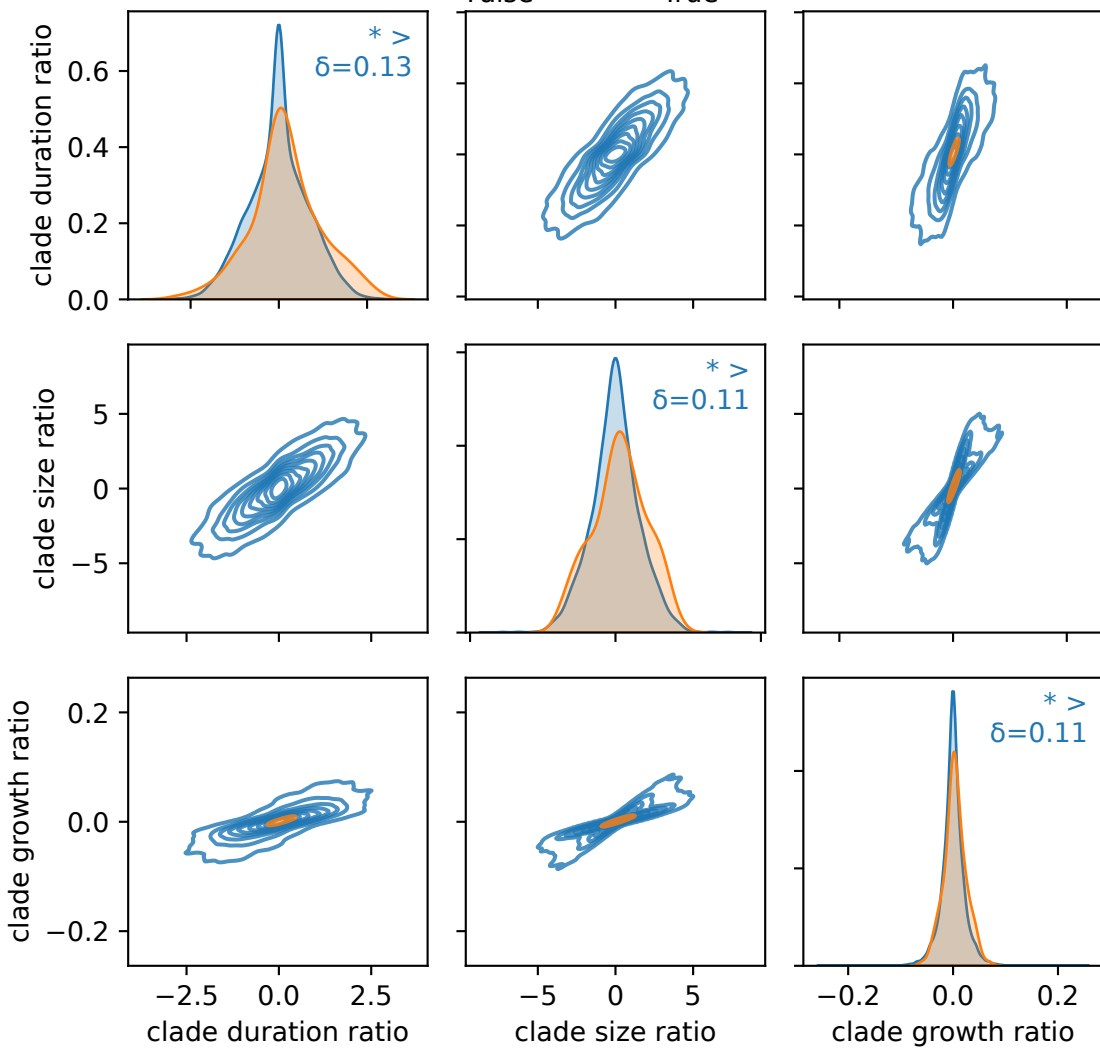 False True
clade duration ratio
0.6
0.4
0.2
0.0
* >
δ=0.13
clade size ratio
5
0
−5
* >
δ=0.11
clade growth ratio
0.2
0.0
−0.2
* >
δ=0.11
−2.5 0.0 2.5
−5 0 5
−0.2 0.0 0.2
clade duration ratio
clade size ratio
clade growth ratio